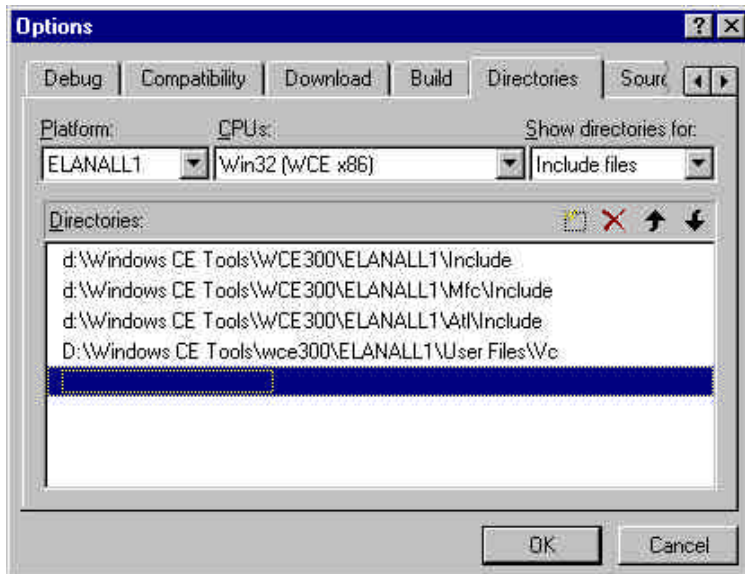 Options
Debug Compatibility Download Build Directories
Platform: CPUs: Show directories for:
ELANALL1 Win32 (WCE x86) Include files
Directories:
d:\Windows CE Tools\WCE300\ELANALL1\Include
d:\Windows CE Tools\WCE300\ELANALL1\Mfc\Include
d:\Windows CE Tools\WCE300\ELANALL1\Atl\Include
D:\Windows CE Tools\wce300\ELANALL1\User Files\Vc
OK Cancel